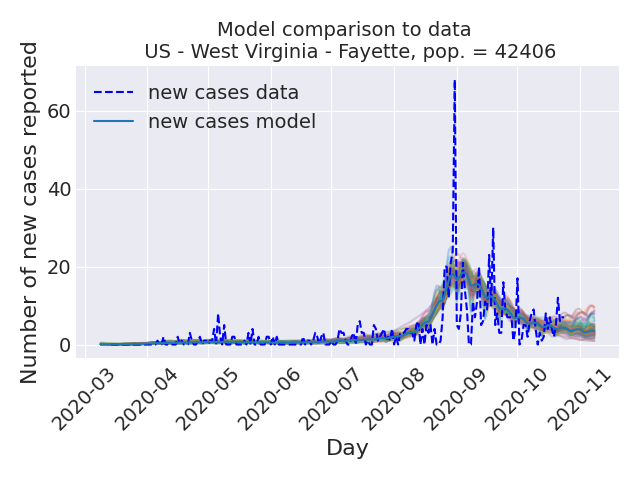 Model comparison to data
US - West Virginia - Fayette, pop. = 42406
Number of new cases reported
60
40
20
0
new cases data
new cases model
2020-03
2020-04
2020-05
2020-06
2020-07
2020-08
2020-09
2020-10
2020-11
Day